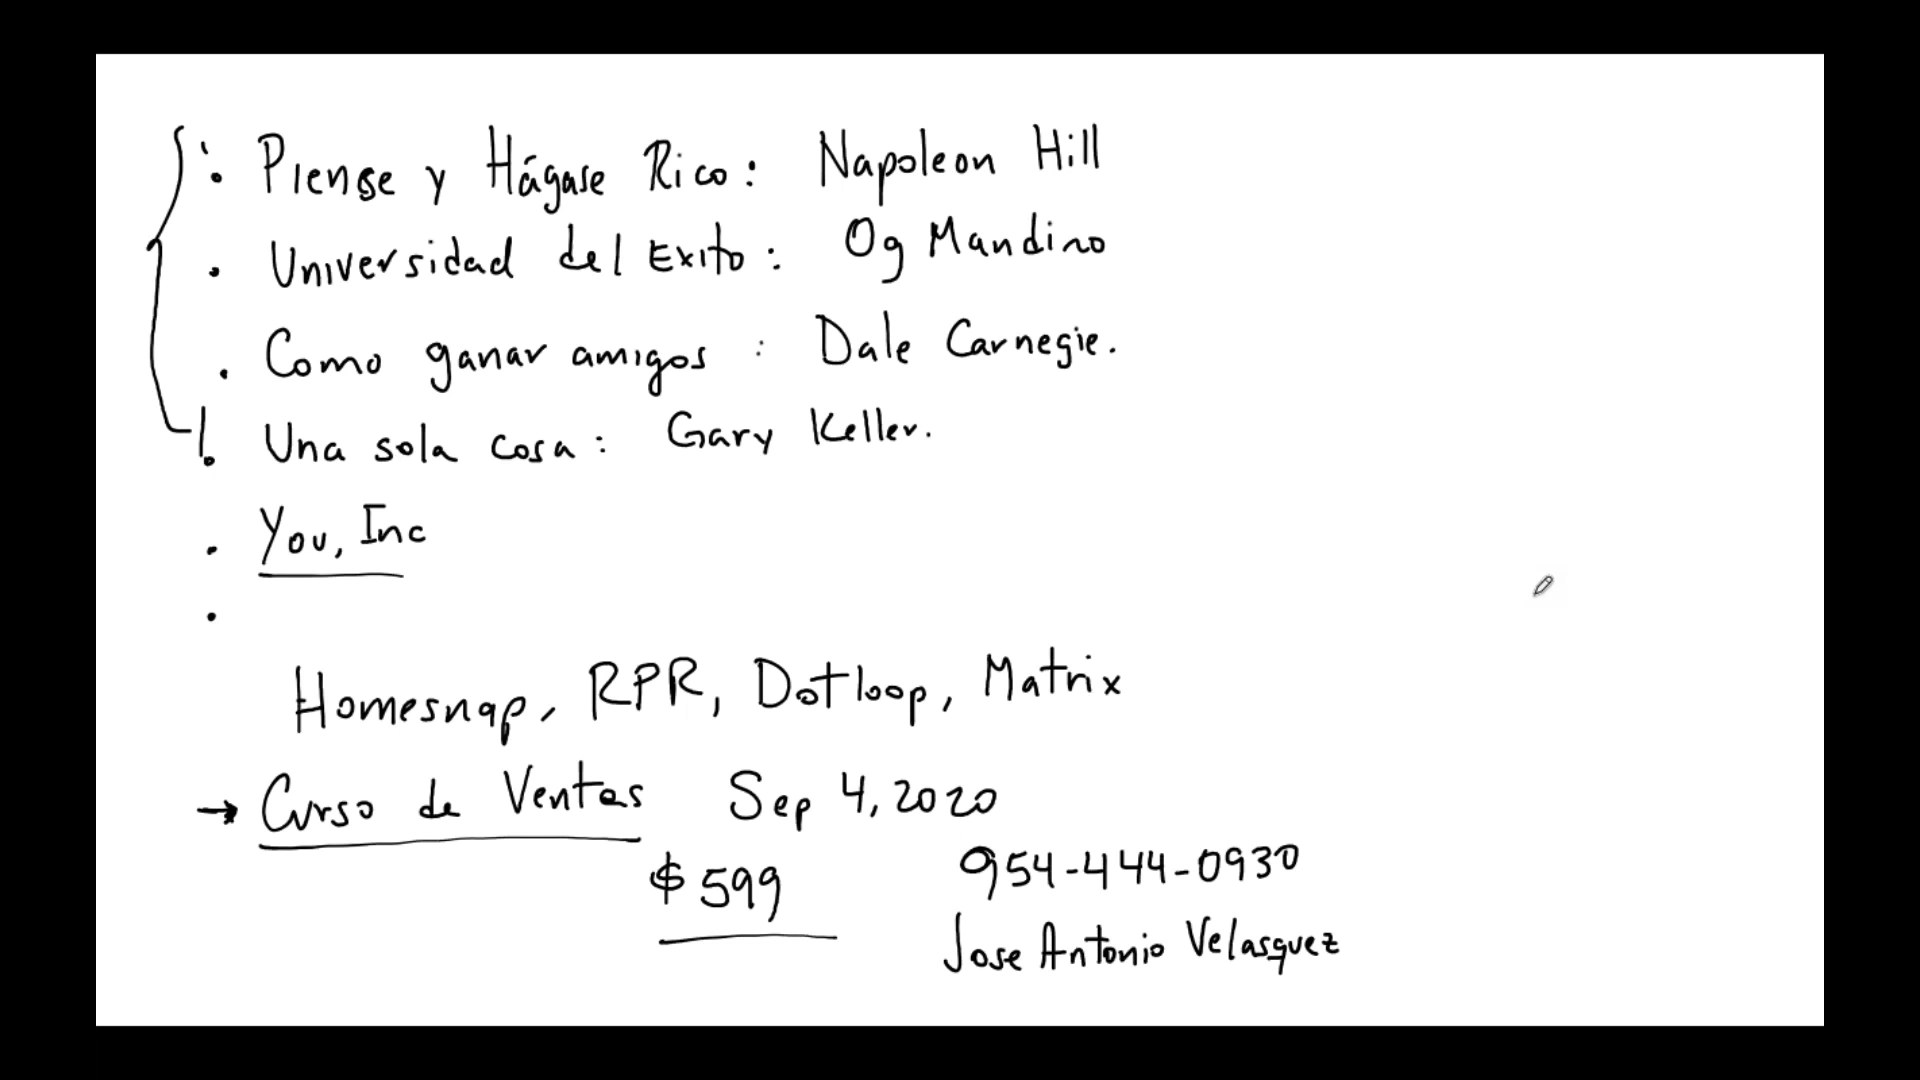 • Piense y Hágase Rico: Napoleon Hill
• Universidad del Exito: Og Mandino
• Como ganar amigos : Dale Carnegie.
• Una sola cosa: Gary Keller.
• You, Inc
•
Homesnap, RPR, Dotloop, Matrix
→ Curso de Ventas Sep 4, 2020
$599 954-444-0930
Jose Antonio Velasquez